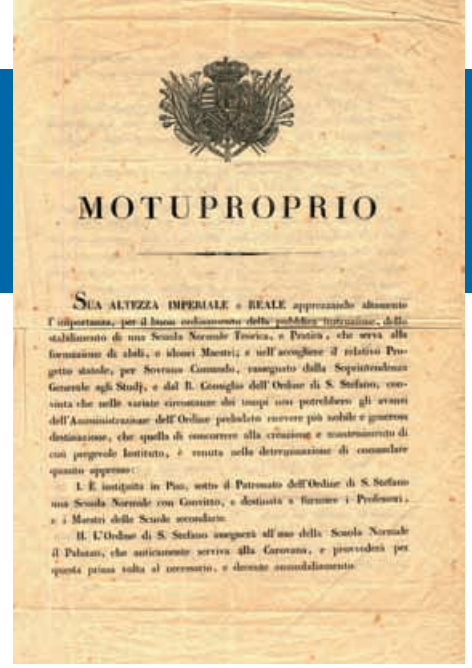 MOTUPROPRIO
SUA ALTEZZA IMPERIALE e REALE apprezzando altamente
l'importanza, per il buon ordinamento della pubblica Instruzione, dello
stabilimento di una Scuola Normale Teorica, e Pratica, che serva alla
formazione di abili, e idonei Maestri; e nell'accogliere il relativo Pro-
getto statole, per Sovrano Comando, rassegnato dalla Soprintendenza
Generale agli Studj, e dal R. Consiglio dell'Ordine di S. Stefano, con-
vinta che nelle variate circostanze dei tempi non potrebbero gli avanzi
dell'Amministrazione dell'Ordine prelodato ricevere più nobile e generosa
destinazione, che quella di concorrere alla creazione e mantenimento di
così pregevole Instituto, è venuta nella determinazione di comandare
quanto appresso:
I. È instituita in Pisa, sotto il Patronato dell'Ordine di S. Stefano
una Scuola Normale con Convitto, e destinata a formare i Professori,
e i Maestri delle Scuole secondarie.
II. L'Ordine di S. Stefano assegnerà all'uso della Scuola Normale
il Palazzo, che anticamente serviva alla Carovana, e provvederà per
questa prima volta al necessario, e decente ammobiliamento.